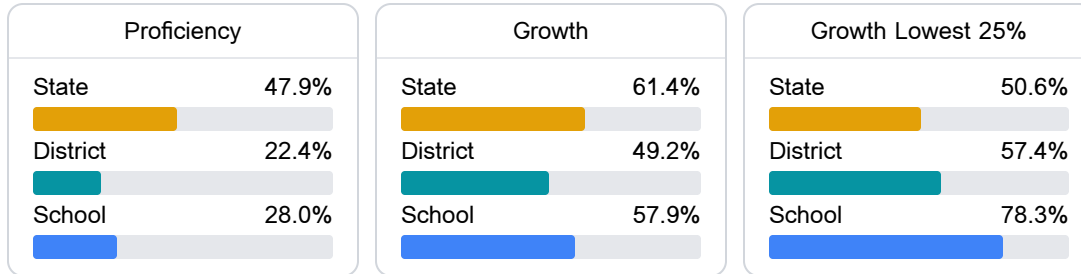 Proficiency
State 47.9%
District 22.4%
School 28.0%
Growth
State 61.4%
District 49.2%
School 57.9%
Growth Lowest 25%
State 50.6%
District 57.4%
School 78.3%